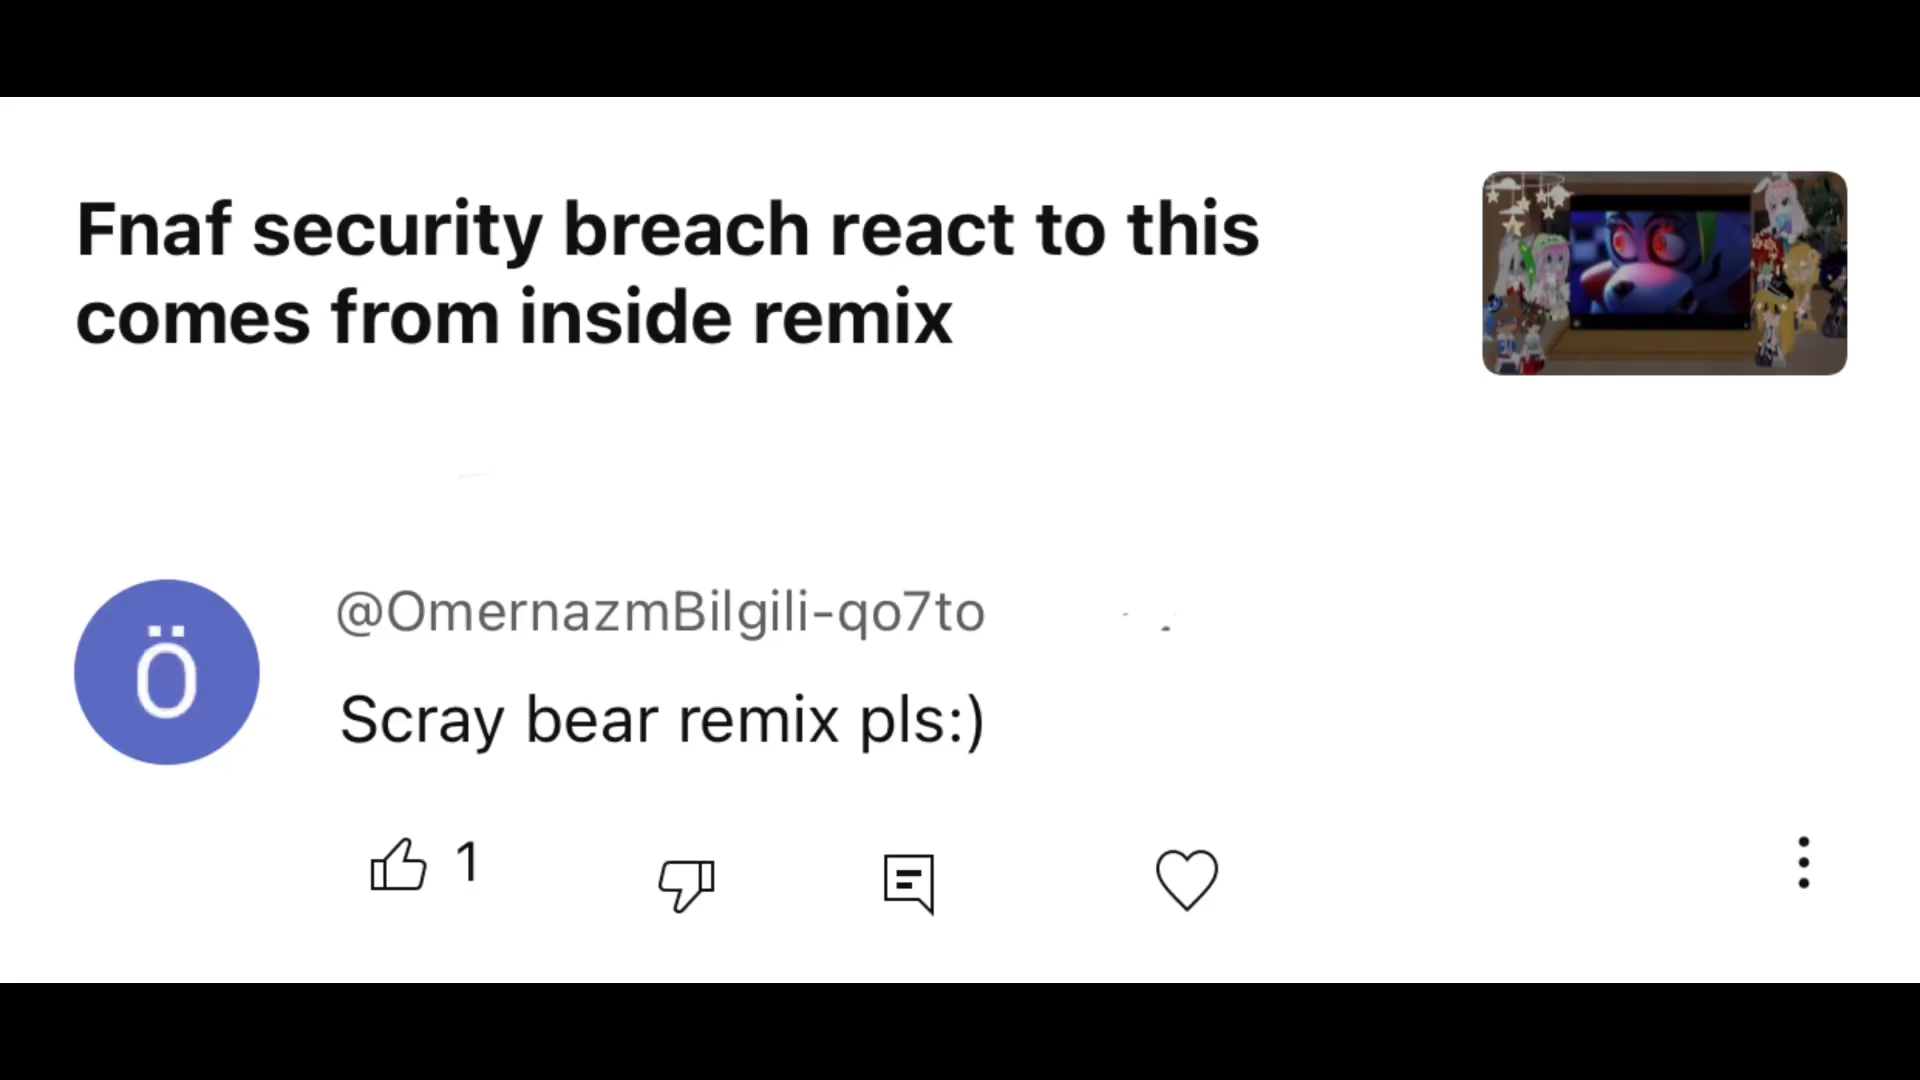 Fnaf security breach react to this
comes from inside remix
@OmernazmBilgili-qo7to
Ö
Scray bear remix pls:)
1